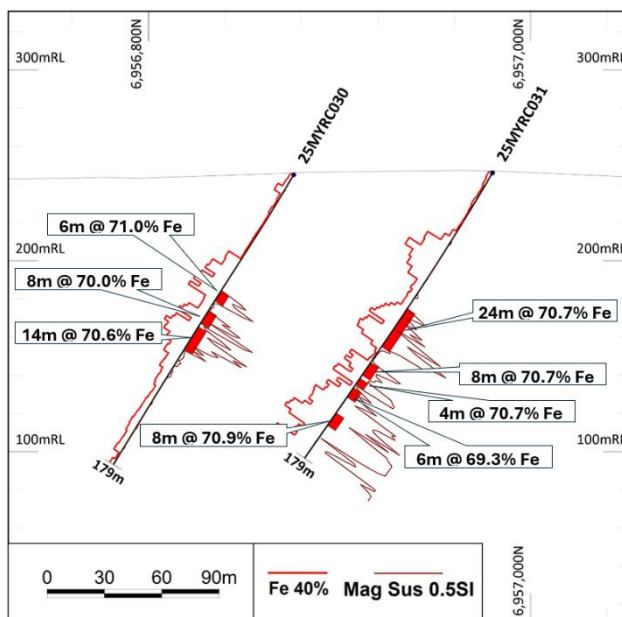 6,956,800N
6,957,000N
300mRL
300mRL
25MYRC030
25MYRC031
6m @ 71.0% Fe
200mRL
200mRL
8m @ 70.0% Fe
14m @ 70.6% Fe
24m @ 70.7% Fe
8m @ 70.7% Fe
4m @ 70.7% Fe
8m @ 70.9% Fe
6m @ 69.3% Fe
100mRL
100mRL
179m
179m
6,957,000N
0 30 60 90m
Fe 40%
Mag Sus 0.5SI